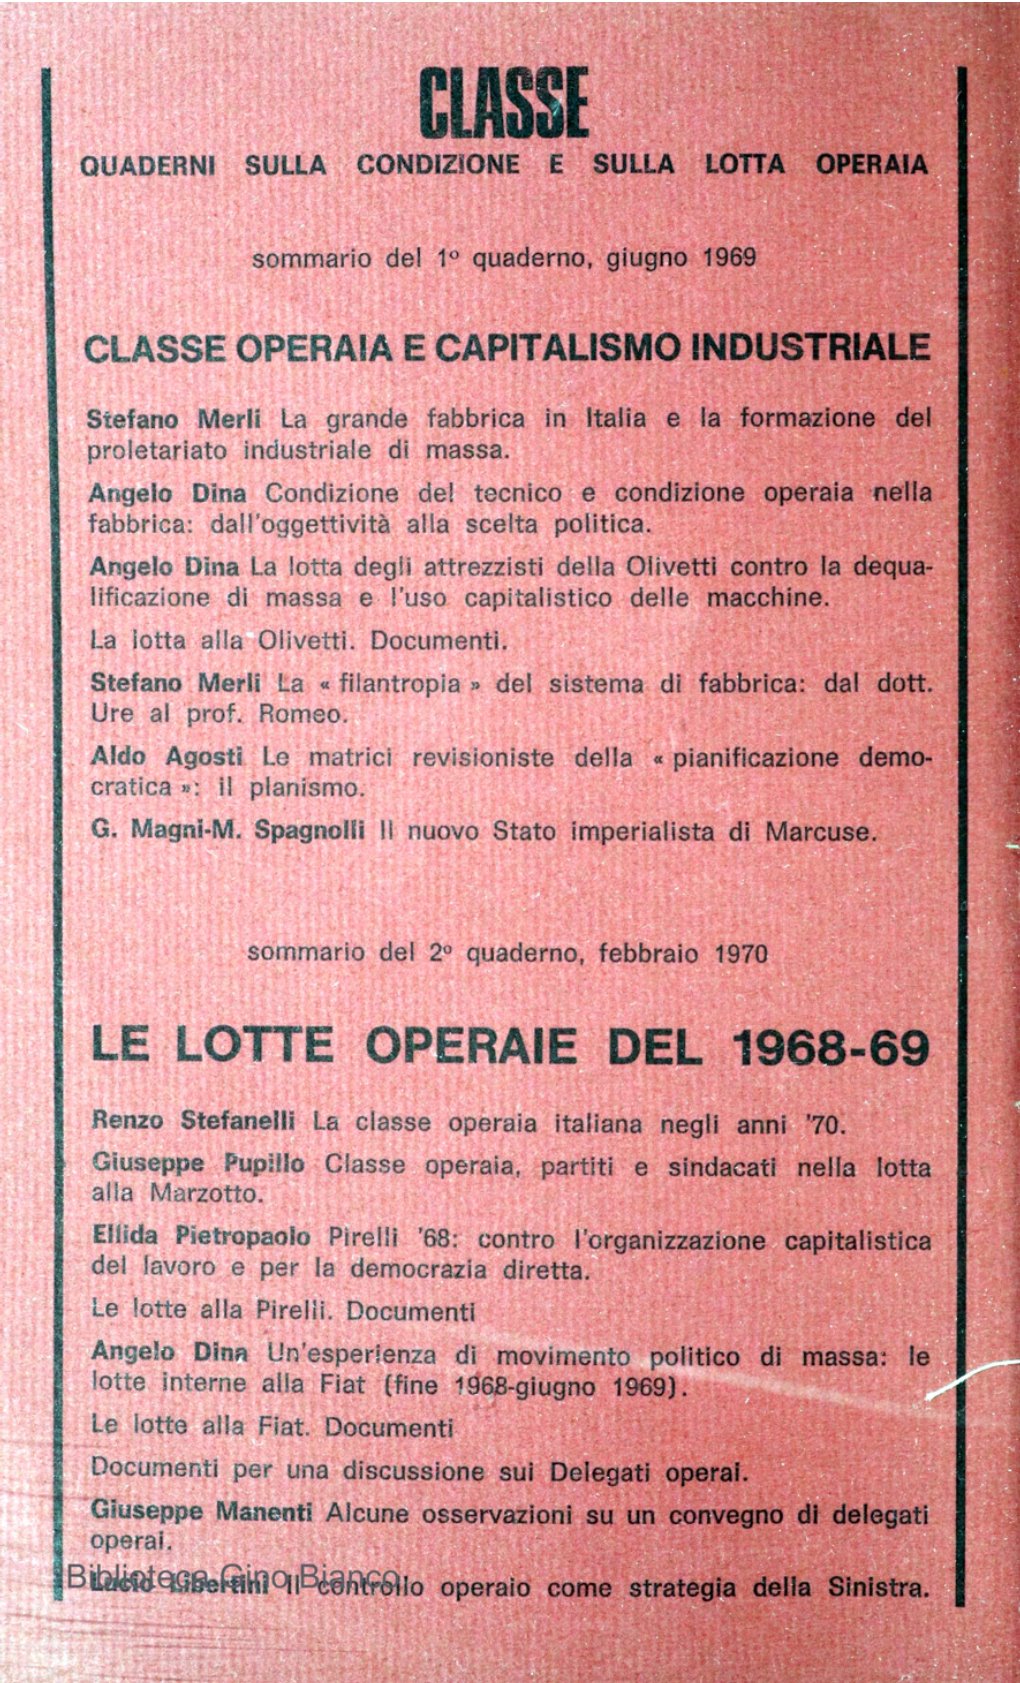 CLASSE
QUADERNI SULLA CONDIZIONE E SULLA LOTTA OPERAIA
sommario del 1º quaderno, giugno 1969
CLASSE OPERAIA E CAPITALISMO INDUSTRIALE
Stefano Merli La grande fabbrica in Italia e la formazione del
proletariato industriale di massa.
Angelo Dina Condizione del tecnico e condizione operaia nella
fabbrica: dall'oggettività alla scelta politica.
Angelo Dina La lotta degli attrezzisti della Olivetti contro la dequa-
lificazione di massa e l'uso capitalistico delle macchine.
La lotta alla Olivetti. Documenti.
Stefano Merli La « filantropia » del sistema di fabbrica: dal dott.
Ure al prof. Romeo.
Aldo Agosti Le matrici revisioniste della « pianificazione demo-
cratica »: il planismo.
G. Magni-M. Spagnolli Il nuovo Stato imperialista di Marcuse.
sommario del 2º quaderno, febbraio 1970
LE LOTTE OPERAIE DEL 1968-69
Renzo Stefanelli La classe operaia italiana negli anni '70.
Giuseppe Pupillo Classe operaia, partiti e sindacati nella lotta
alla Marzotto.
Ellida Pietropaolo Pirelli '68: contro l'organizzazione capitalistica
del lavoro e per la democrazia diretta.
Le lotte alla Pirelli. Documenti
Angelo Dina Un'esperienza di movimento politico di massa: le
lotte interne alla Fiat (fine 1968-giugno 1969).
Le lotte alla Fiat. Documenti
Documenti per una discussione sui Delegati operai.
Giuseppe Manenti Alcune osservazioni su un convegno di delegati
operai.
Lucio Libertini Il controllo operaio come strategia della Sinistra.
Biblioteca Gino Bianco